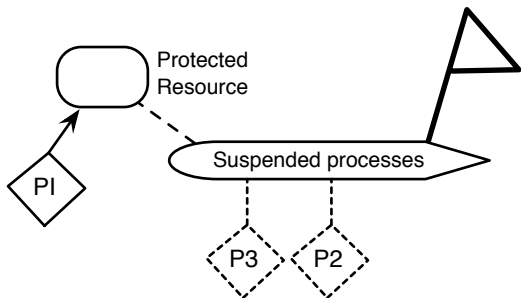 Protected
Resource
Suspended processes
PI
P3
P2